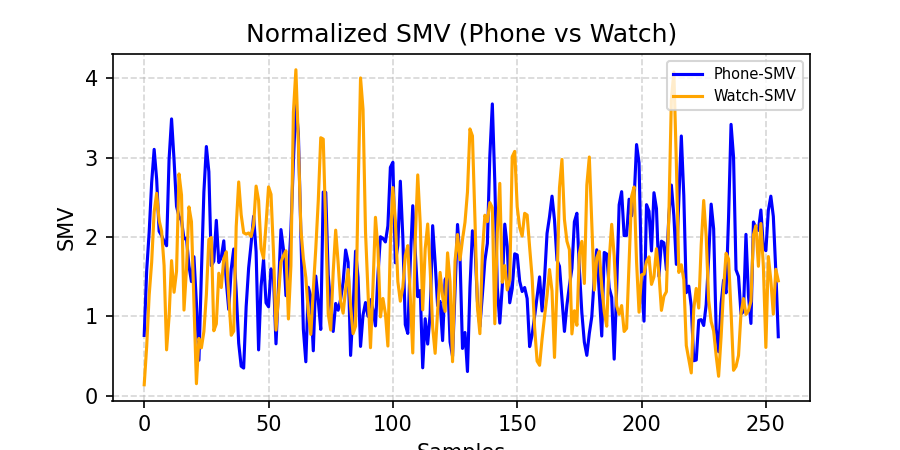 Normalized SMV (Phone vs Watch)
Phone-SMV
Watch-SMV
SMV
4
3
2
1
0
0 50 100 150 200 250
Samples